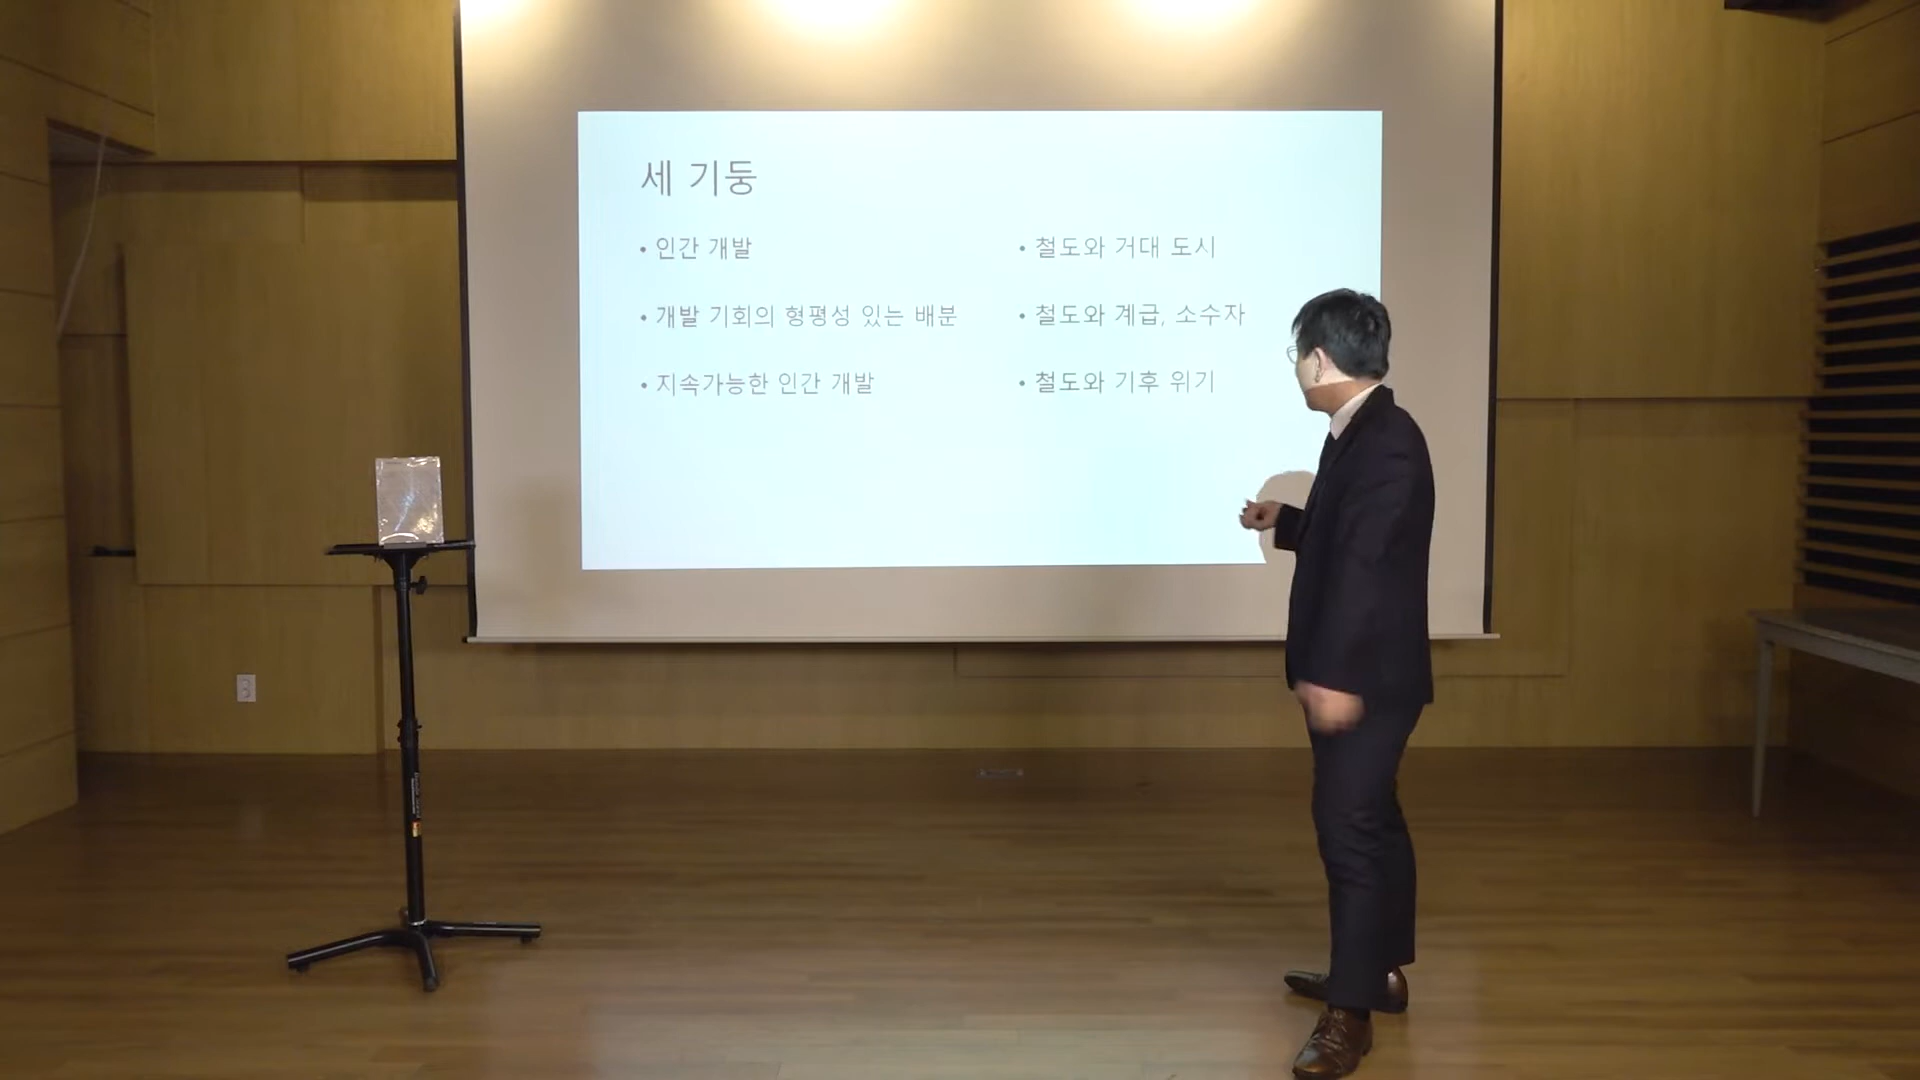 세 기둥
• 인간 개발
• 개발 기회의 형평성 있는 배분
• 지속가능한 인간 개발
• 철도와 거대 도시
• 철도와 계급, 소수자
• 철도와 기후 위기